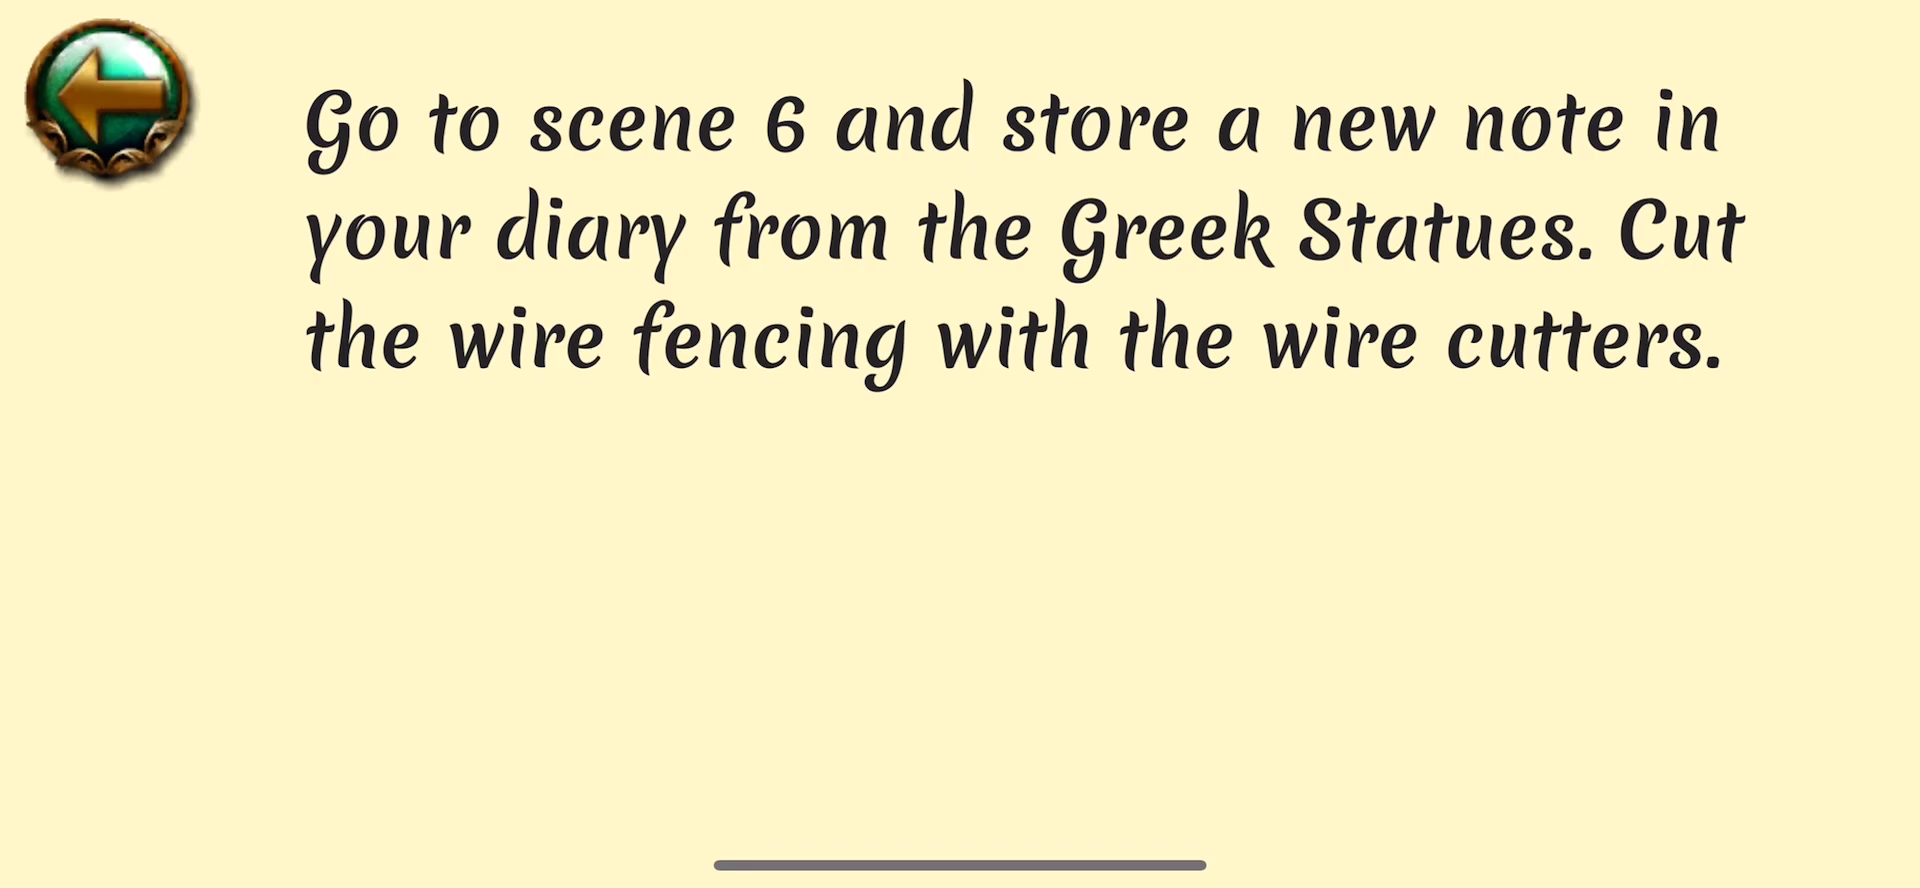 Go to scene 6 and store a new note in
your diary from the Greek Statues. Cut
the wire fencing with the wire cutters.